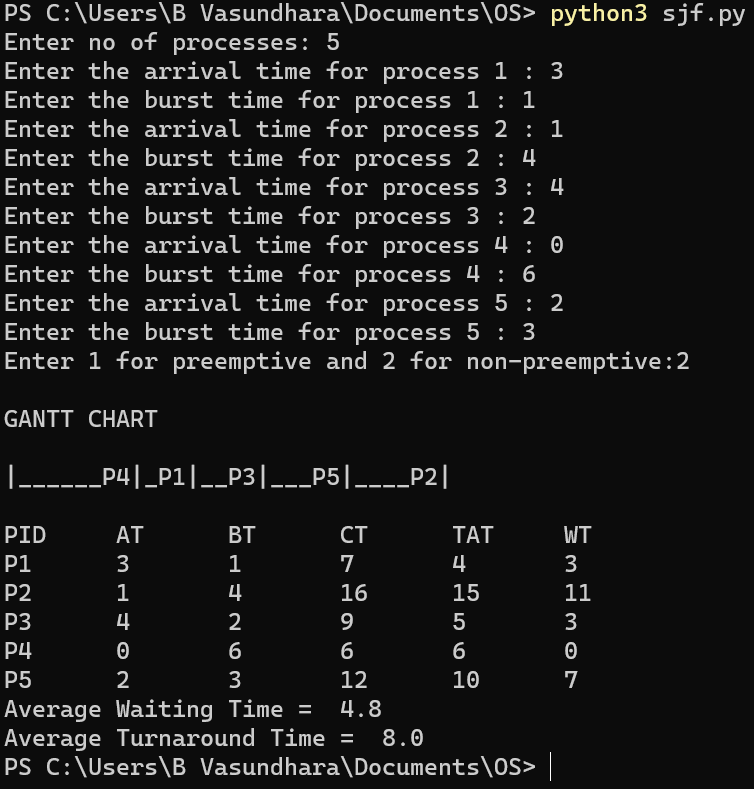 PS C:\Users\B Vasundhara\Documents\OS> python3 sjf.py
Enter no of processes: 5
Enter the arrival time for process 1 : 3
Enter the burst time for process 1 : 1
Enter the arrival time for process 2 : 1
Enter the burst time for process 2 : 4
Enter the arrival time for process 3 : 4
Enter the burst time for process 3 : 2
Enter the arrival time for process 4 : 0
Enter the burst time for process 4 : 6
Enter the arrival time for process 5 : 2
Enter the burst time for process 5 : 3
Enter 1 for preemptive and 2 for non-preemptive:2
GANTT CHART
|______P4|_P1|__P3|___P5|____P2|
PID AT BT CT TAT WT
P1 3 1 7 4 3
P2 1 4 16 15 11
P3 4 2 9 5 3
P4 0 6 6 6 0
P5 2 3 12 10 7
Average Waiting Time =  4.8
Average Turnaround Time =  8.0
PS C:\Users\B Vasundhara\Documents\OS>